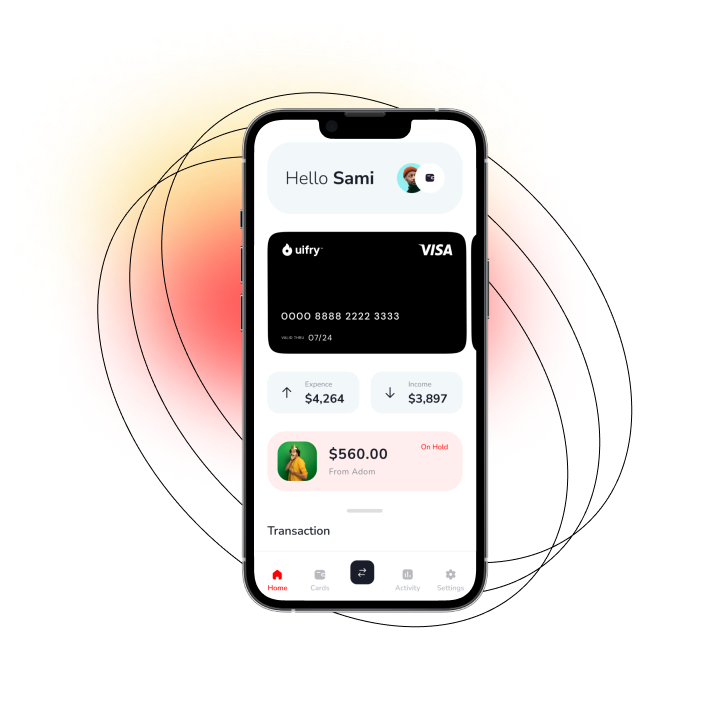 Hello Sami
uifry™
VISA
0000 8888 2222 3333
VALID THRU 07/24
Expence
$4,264
Income
$3,897
$560.00
On Hold
From Adom
Transaction
Home
Cards
Activity
Settings